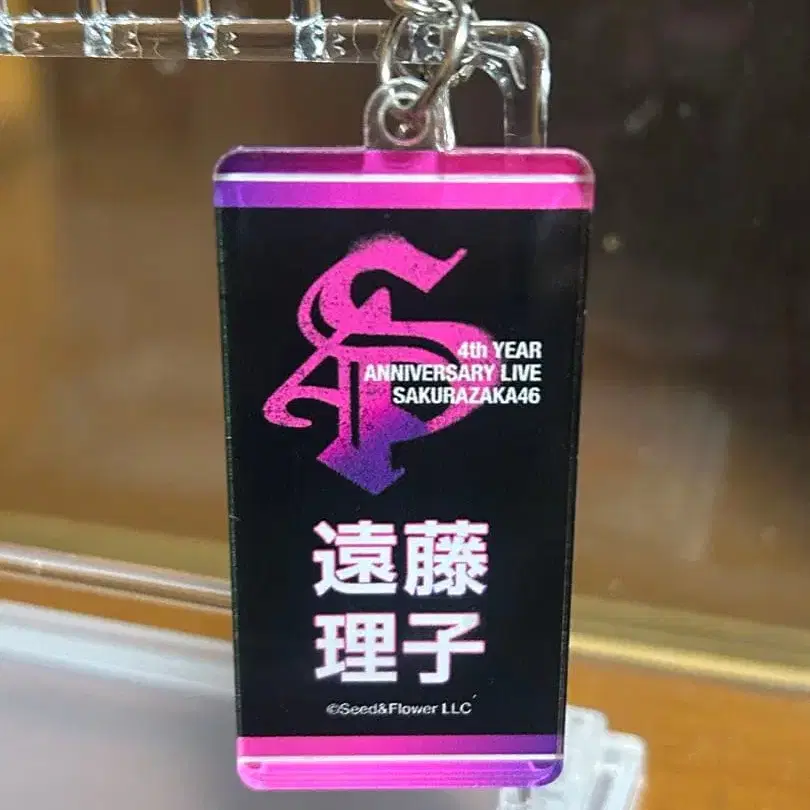 4th YEAR
ANNIVERSARY LIVE
SAKURAZAKA46
遠藤
理子
©Seed&Flower LLC